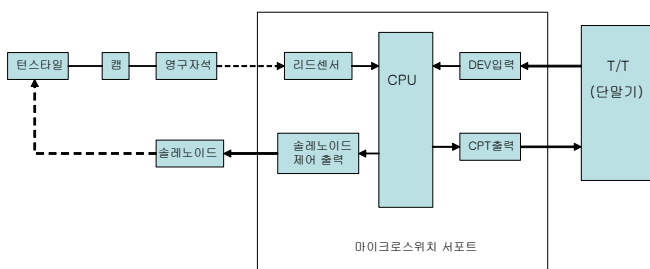 턴스타일
캠
영구자석
리드센서
CPU
DEV입력
T/T
(단말기)
솔레노이드
솔레노이드
제어 출력
CPT출력
마이크로스위치 서포트